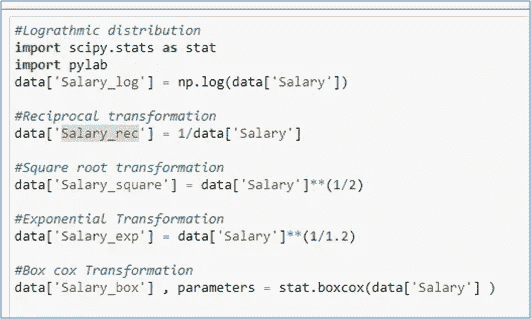 #Lograthmic distribution
import scipy.stats as stat
import pylab
data['Salary_log'] = np.log(data['Salary'])
#Reciprocal transformation
data['Salary_rec'] = 1/data['Salary']
#Square root transformation
data['Salary_square'] = data['Salary']**(1/2)
#Exponential Transformation
data['Salary_exp'] = data['Salary']**(1/1.2)
#Box cox Transformation
data['Salary_box'] , parameters = stat.boxcox(data['Salary'] )